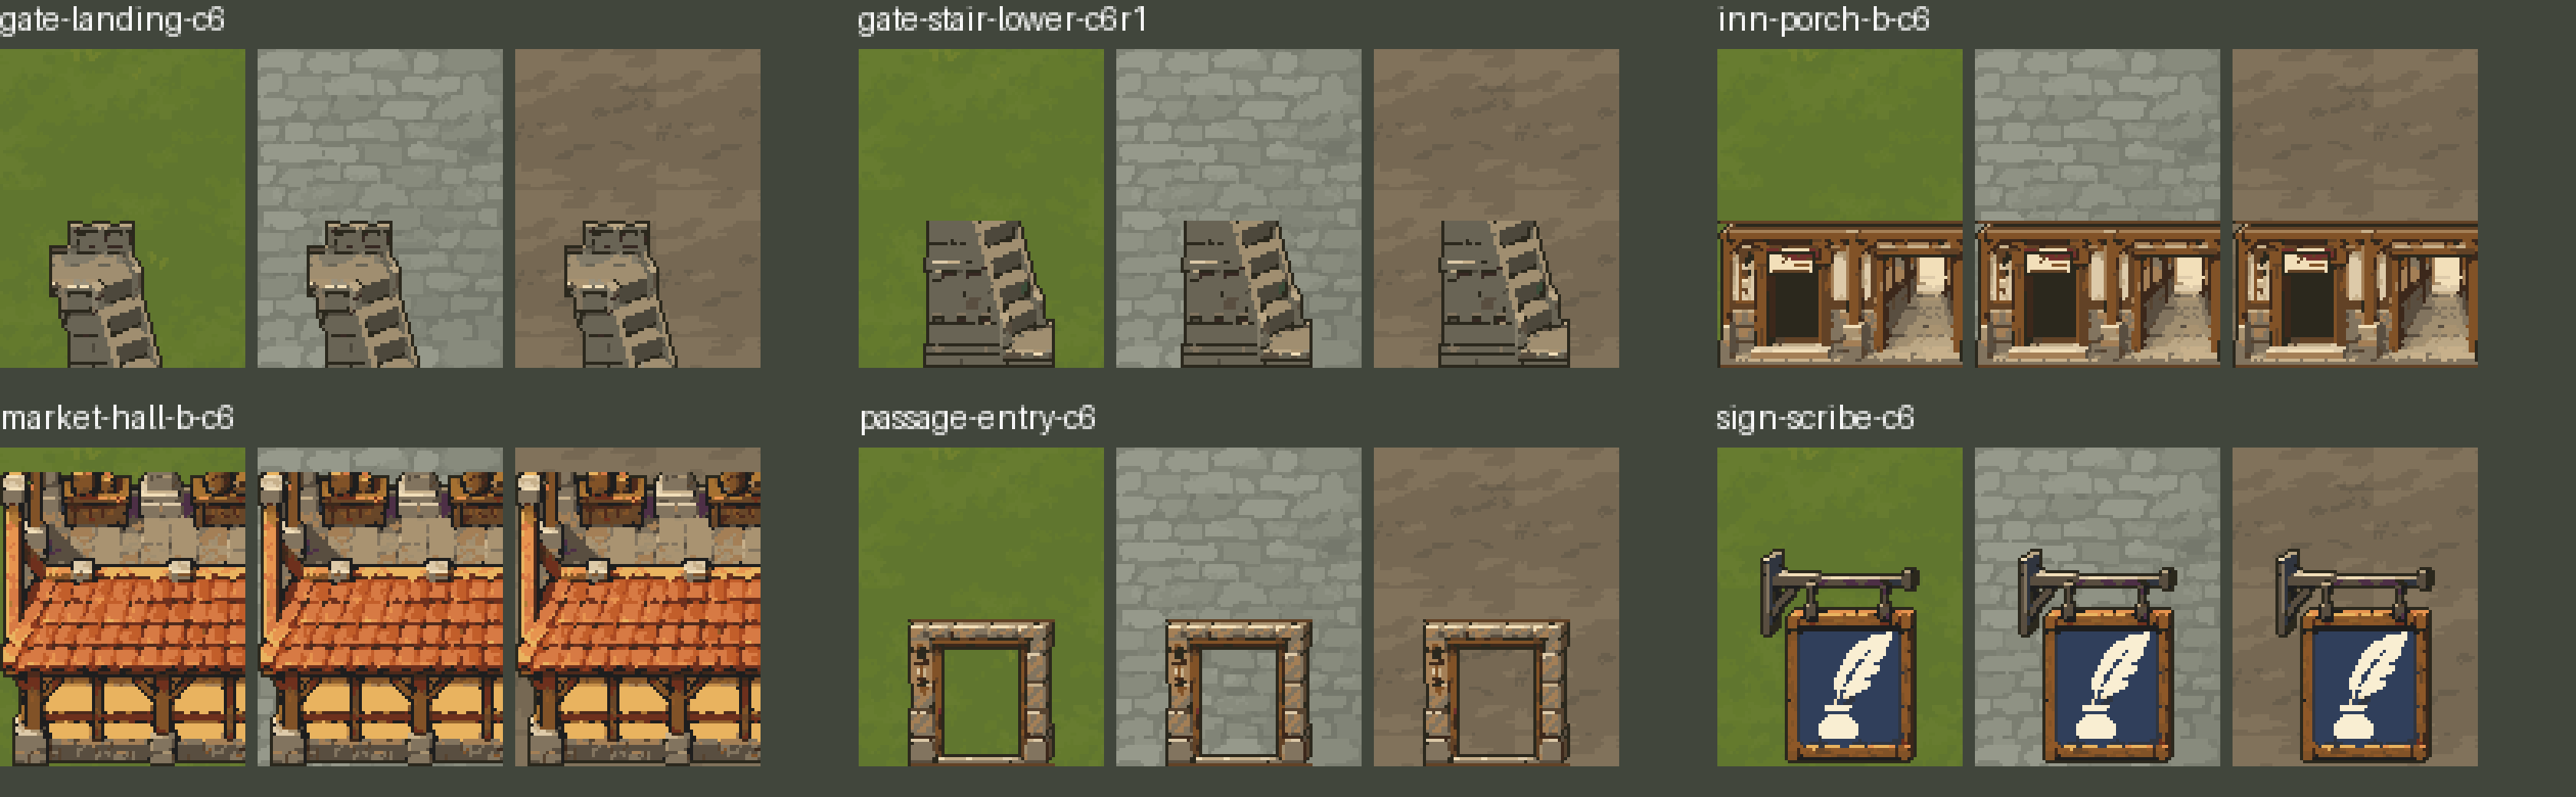 gate-landing-c6
gate-stair-lower-c6r1
inn-porch-b-c6
market-hall-b-c6
passage-entry-c6
sign-scribe-c6